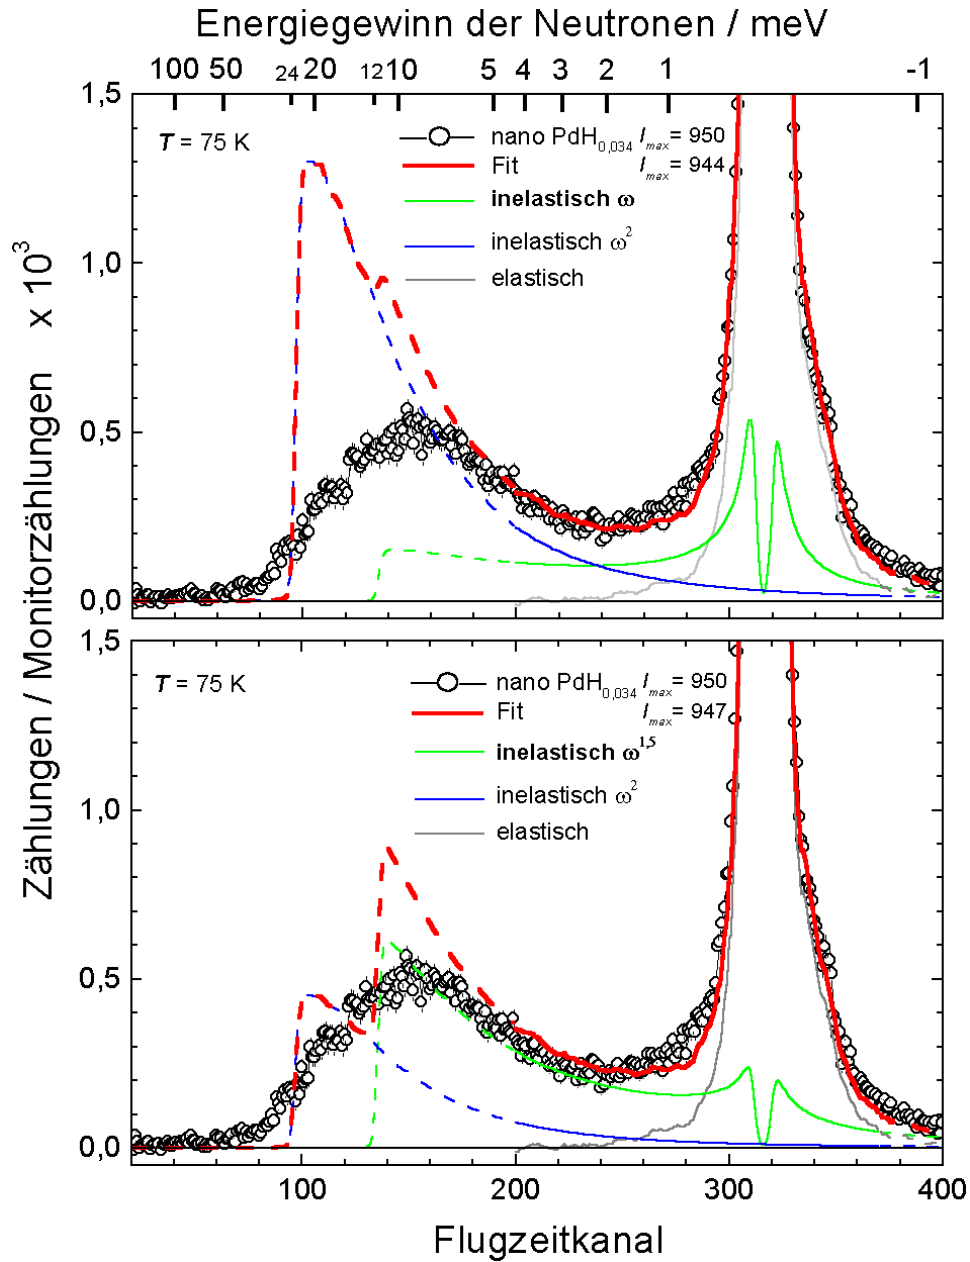 Energiegewinn der Neutronen / meV
100 50 24 20 12 10 5 4 3 2 1 -1
1,5
T = 75 K
nano PdH0,034 Imax = 950
Fit Imax = 944
inelastisch ω
inelastisch ω²
elastisch
1,0
0,5
0,0
Zählungen / Monitorzählungen x 10³
1,5
T = 75 K
nano PdH0,034 Imax = 950
Fit Imax = 947
inelastisch ω1,5
inelastisch ω²
elastisch
1,0
0,5
0,0
100 200 300 400
Flugzeitkanal